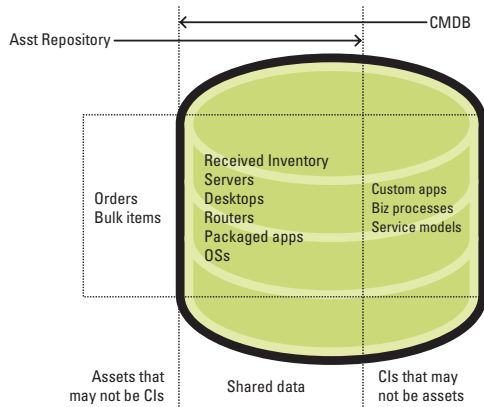 CMDB
Asst Repository
Orders
Bulk items
Received Inventory
Servers
Desktops
Routers
Packaged apps
OSs
Custom apps
Biz processes
Service models
Assets that
may not be CIs
Shared data
CIs that may
not be assets